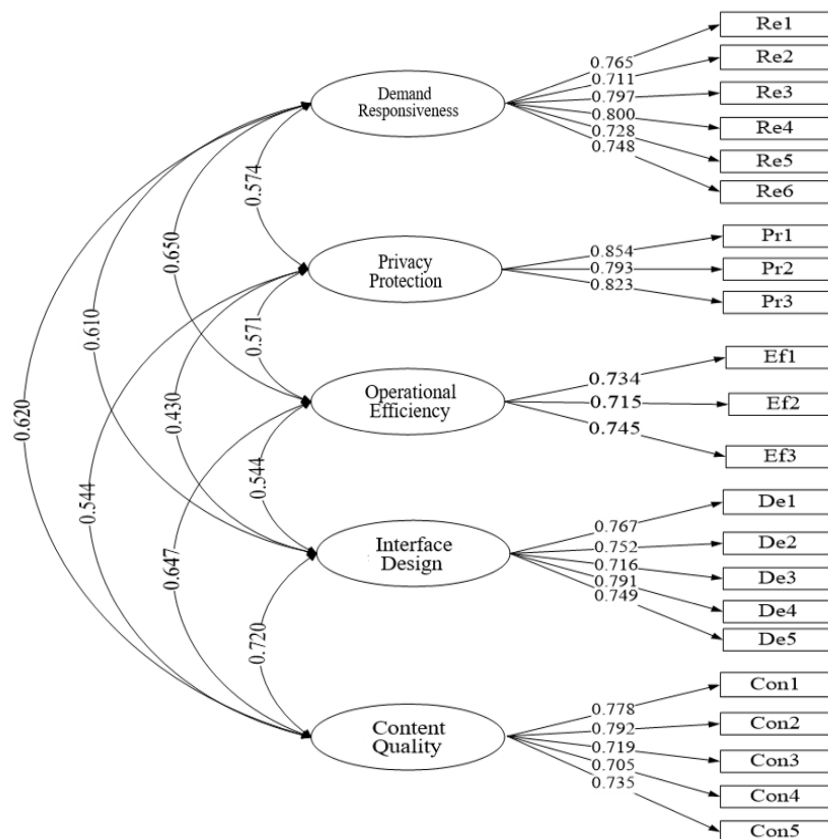 Re1
0.765
Re2
0.711
Demand
Responsiveness
0.797
Re3
0.800
Re4
0.728
Re5
0.748
Re6
0.574
0.650
0.610
0.620
Privacy
Protection
0.854
Pr1
0.793
Pr2
0.823
Pr3
0.571
0.430
0.544
Operational
Efficiency
0.734
Ef1
0.715
Ef2
0.745
Ef3
0.544
0.647
Interface
Design
0.767
De1
0.752
De2
0.716
De3
0.791
De4
0.749
De5
0.720
Content
Quality
0.778
Con1
0.792
Con2
0.719
Con3
0.705
Con4
0.735
Con5